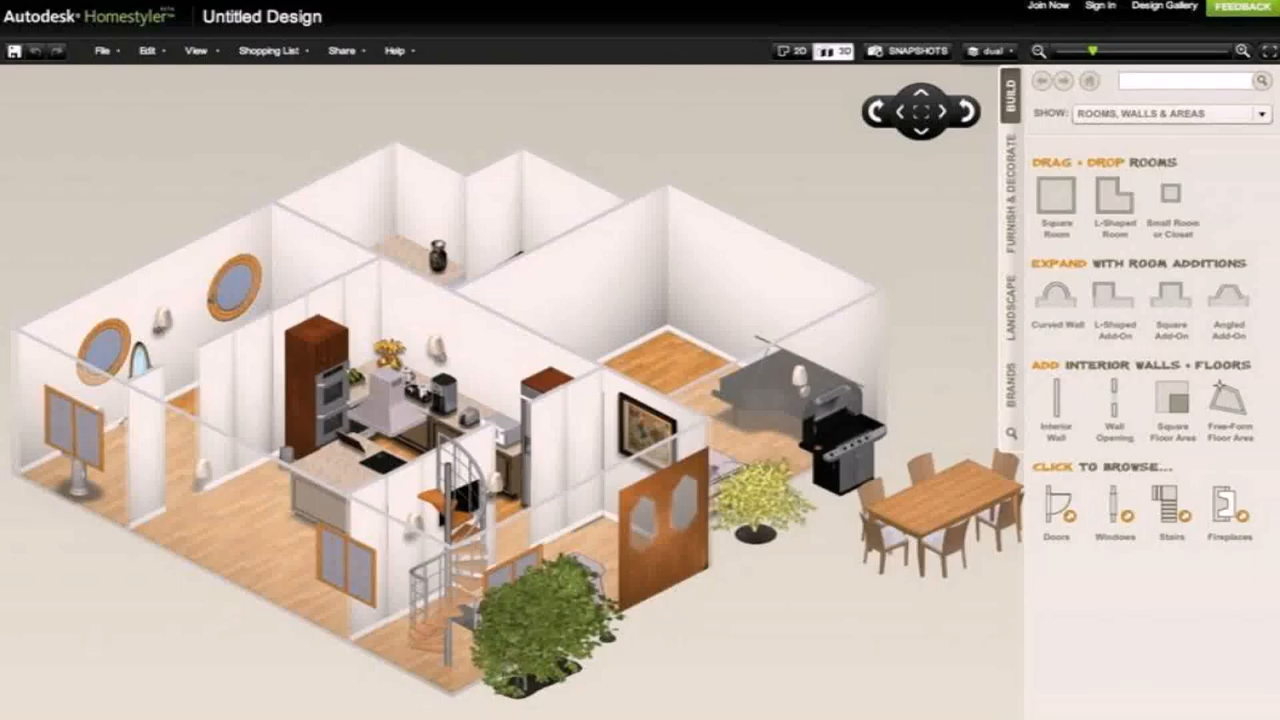 Autodesk® Homestyler™ BETA
Untitled Design
Join Now Sign In Design Gallery FEEDBACK
File Edit View Shopping List Share Help
2D 3D SNAPSHOTS dual
BUILD
FURNISH & DECORATE
LANDSCAPE
BRANDS
SHOW: ROOMS, WALLS & AREAS
DRAG + DROP ROOMS
Square Room
L-Shaped Room
Small Room or Closet
EXPAND WITH ROOM ADDITIONS
Curved Wall
L-Shaped Add-On
Square Add-On
Angled Add-On
ADD INTERIOR WALLS + FLOORS
Interior Wall
Wall Opening
Square Floor Area
Free-Form Floor Area
CLICK TO BROWSE...
Doors Windows Stairs Fireplaces